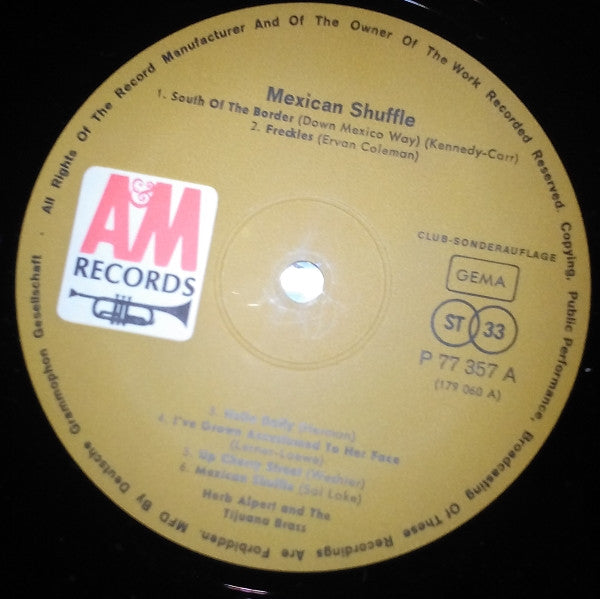 Mexican Shuffle
1. South Of The Border (Down Mexico Way) (Kennedy-Carr)
2. Freckles (Ervan Coleman)
A&M
RECORDS
CLUB-SONDERAUFLAGE
GEMA
ST 33
P 77 357 A
(179 060 A)
3. Hello Dolly (Herman)
4. I've Grown Accustomed To Her Face
(Lerner-Loewe)
5. Up Cherry Street (Wechter)
6. Mexican Shuffle (Sol Lake)
Herb Alpert and The
Tijuana Brass
MFD By Deutsche Grammophon Gesellschaft · All Rights Of The Record Manufacturer And Of The Owner Of The Work Recorded Reserved. Copying, Public Performance, Broadcasting Of These Recordings Are Forbidden.